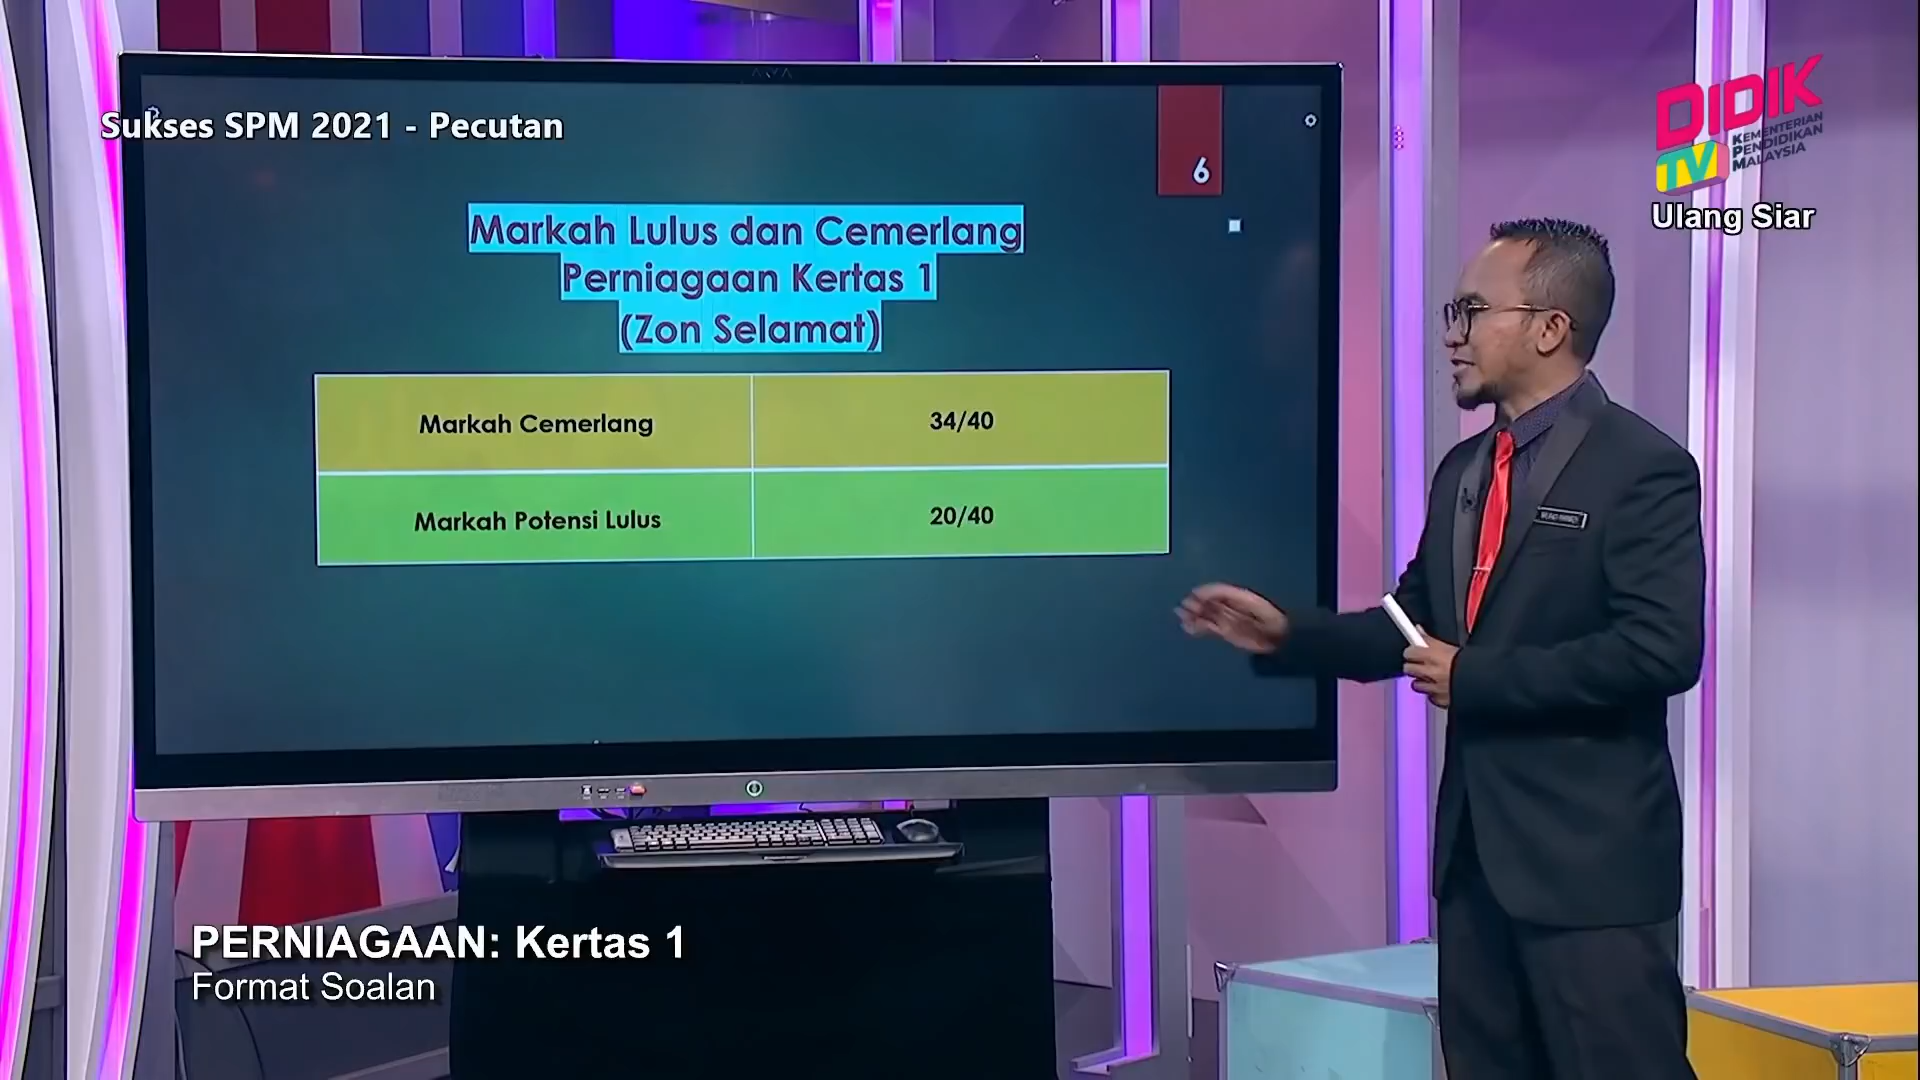 Sukses SPM 2021 - Pecutan
6
Markah Lulus dan Cemerlang
Perniagaan Kertas 1
(Zon Selamat)
Markah Cemerlang
34/40
Markah Potensi Lulus
20/40
DIDIK
TV
KEMENTERIAN
PENDIDIKAN
MALAYSIA
Ulang Siar
PERNIAGAAN: Kertas 1
Format Soalan